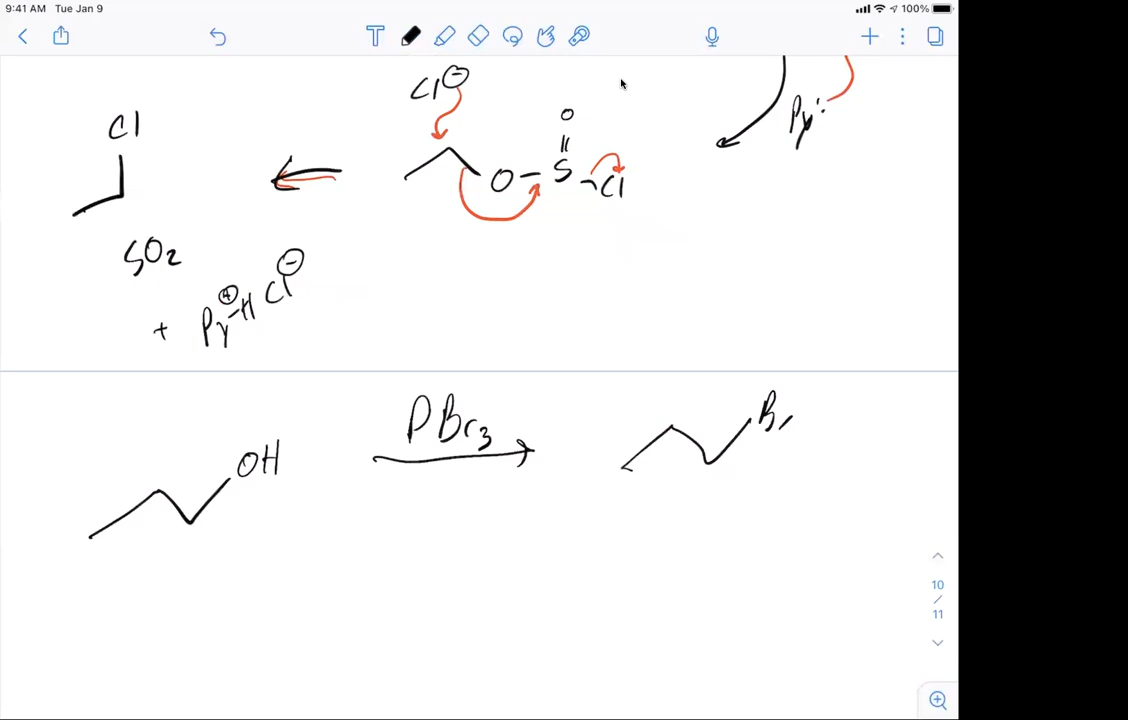 9:41 AM Tue Jan 9
100%
Cl⊖
O
Py:
Cl
O-S-Cl
SO2
+ Py⊕-H Cl⊖
PBr3
Br
OH
10
/
11